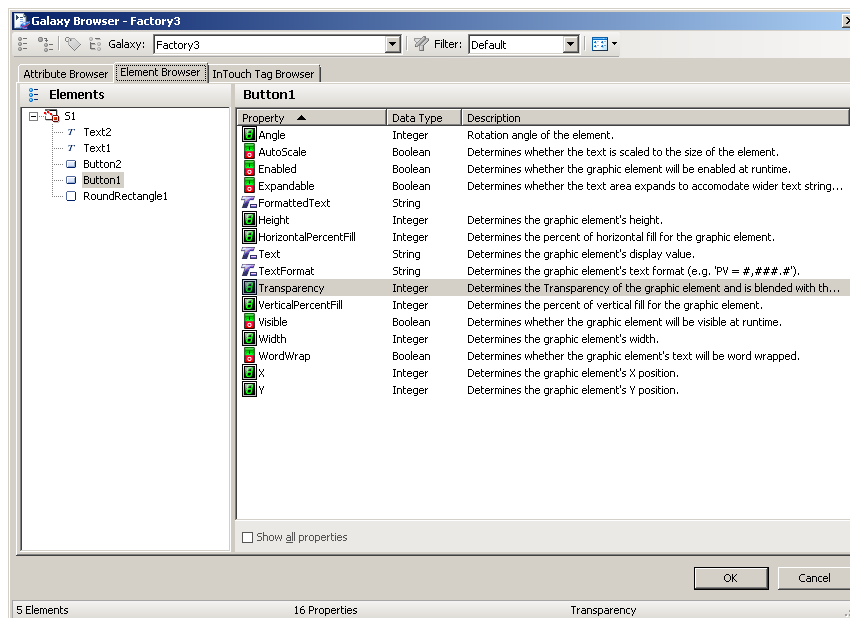 Galaxy Browser - Factory3
Galaxy: Factory3 Filter: Default
Attribute Browser Element Browser InTouch Tag Browser
Elements
S1
Text2
Text1
Button2
Button1
RoundRectangle1
Button1
Property Data Type Description
Angle Integer Rotation angle of the element.
AutoScale Boolean Determines whether the text is scaled to the size of the element.
Enabled Boolean Determines whether the graphic element will be enabled at runtime.
Expandable Boolean Determines whether the text area expands to accomodate wider text string...
FormattedText String
Height Integer Determines the graphic element's height.
HorizontalPercentFill Integer Determines the percent of horizontal fill for the graphic element.
Text String Determines the graphic element's display value.
TextFormat String Determines the graphic element's text format (e.g. 'PV = #,###.#').
Transparency Integer Determines the Transparency of the graphic element and is blended with th...
VerticalPercentFill Integer Determines the percent of vertical fill for the graphic element.
Visible Boolean Determines whether the graphic element will be visible at runtime.
Width Integer Determines the graphic element's width.
WordWrap Boolean Determines whether the graphic element's text will be word wrapped.
X Integer Determines the graphic element's X position.
Y Integer Determines the graphic element's Y position.
Show all properties
OK Cancel
5 Elements 16 Properties Transparency